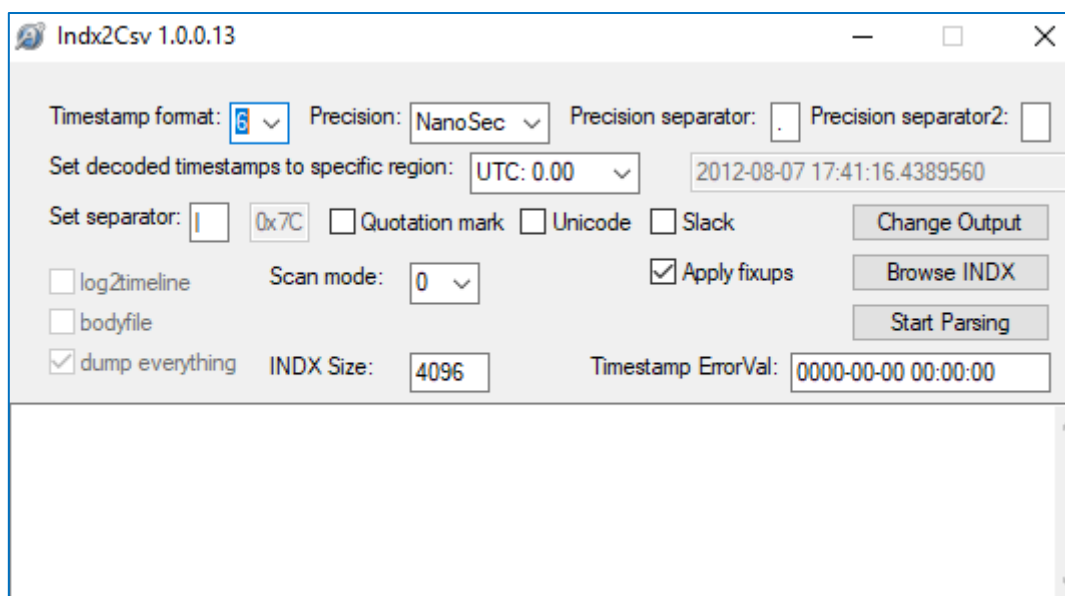 Indx2Csv 1.0.0.13
Timestamp format: 6 Precision: NanoSec Precision separator: . Precision separator2:
Set decoded timestamps to specific region: UTC: 0.00 2012-08-07 17:41:16.4389560
Set separator: | 0x7C Quotation mark Unicode Slack Change Output
log2timeline Scan mode: 0 Apply fixups Browse INDX
bodyfile Start Parsing
dump everything INDX Size: 4096 Timestamp ErrorVal: 0000-00-00 00:00:00